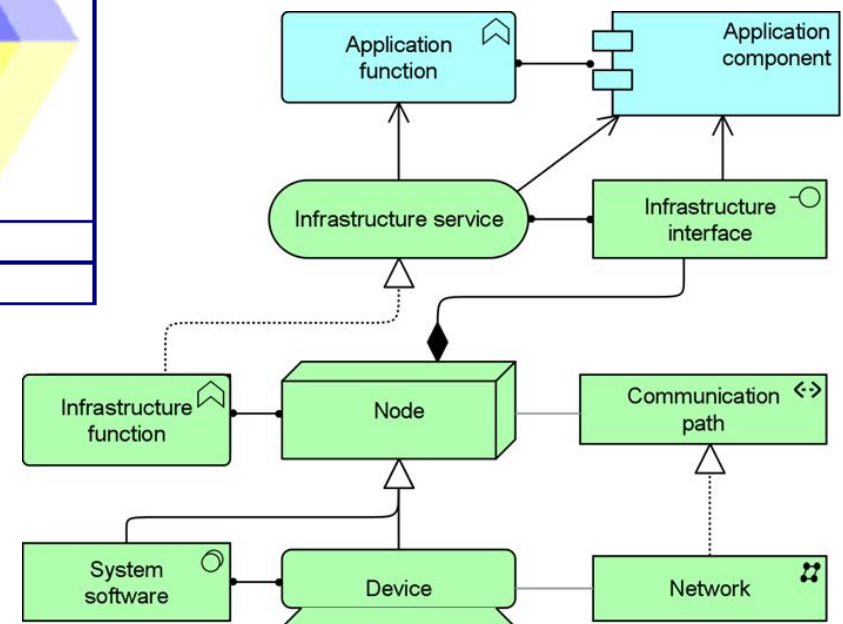 Application
function
Application
component
Infrastructure service
Infrastructure
interface
Infrastructure
function
Node
Communication
path
System
software
Device
Network